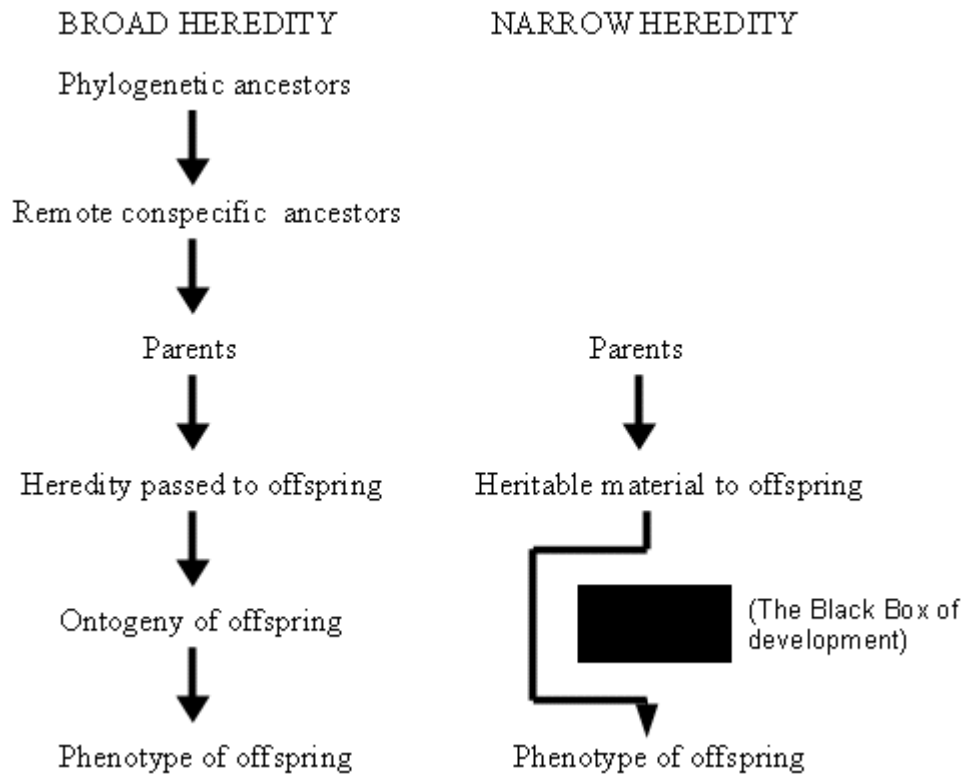 BROAD HEREDITY
NARROW HEREDITY
Phylogenetic ancestors
Remote conspecific ancestors
Parents
Parents
Heredity passed to offspring
Heritable material to offspring
Ontogeny of offspring
(The Black Box of
development)
Phenotype of offspring
Phenotype of offspring